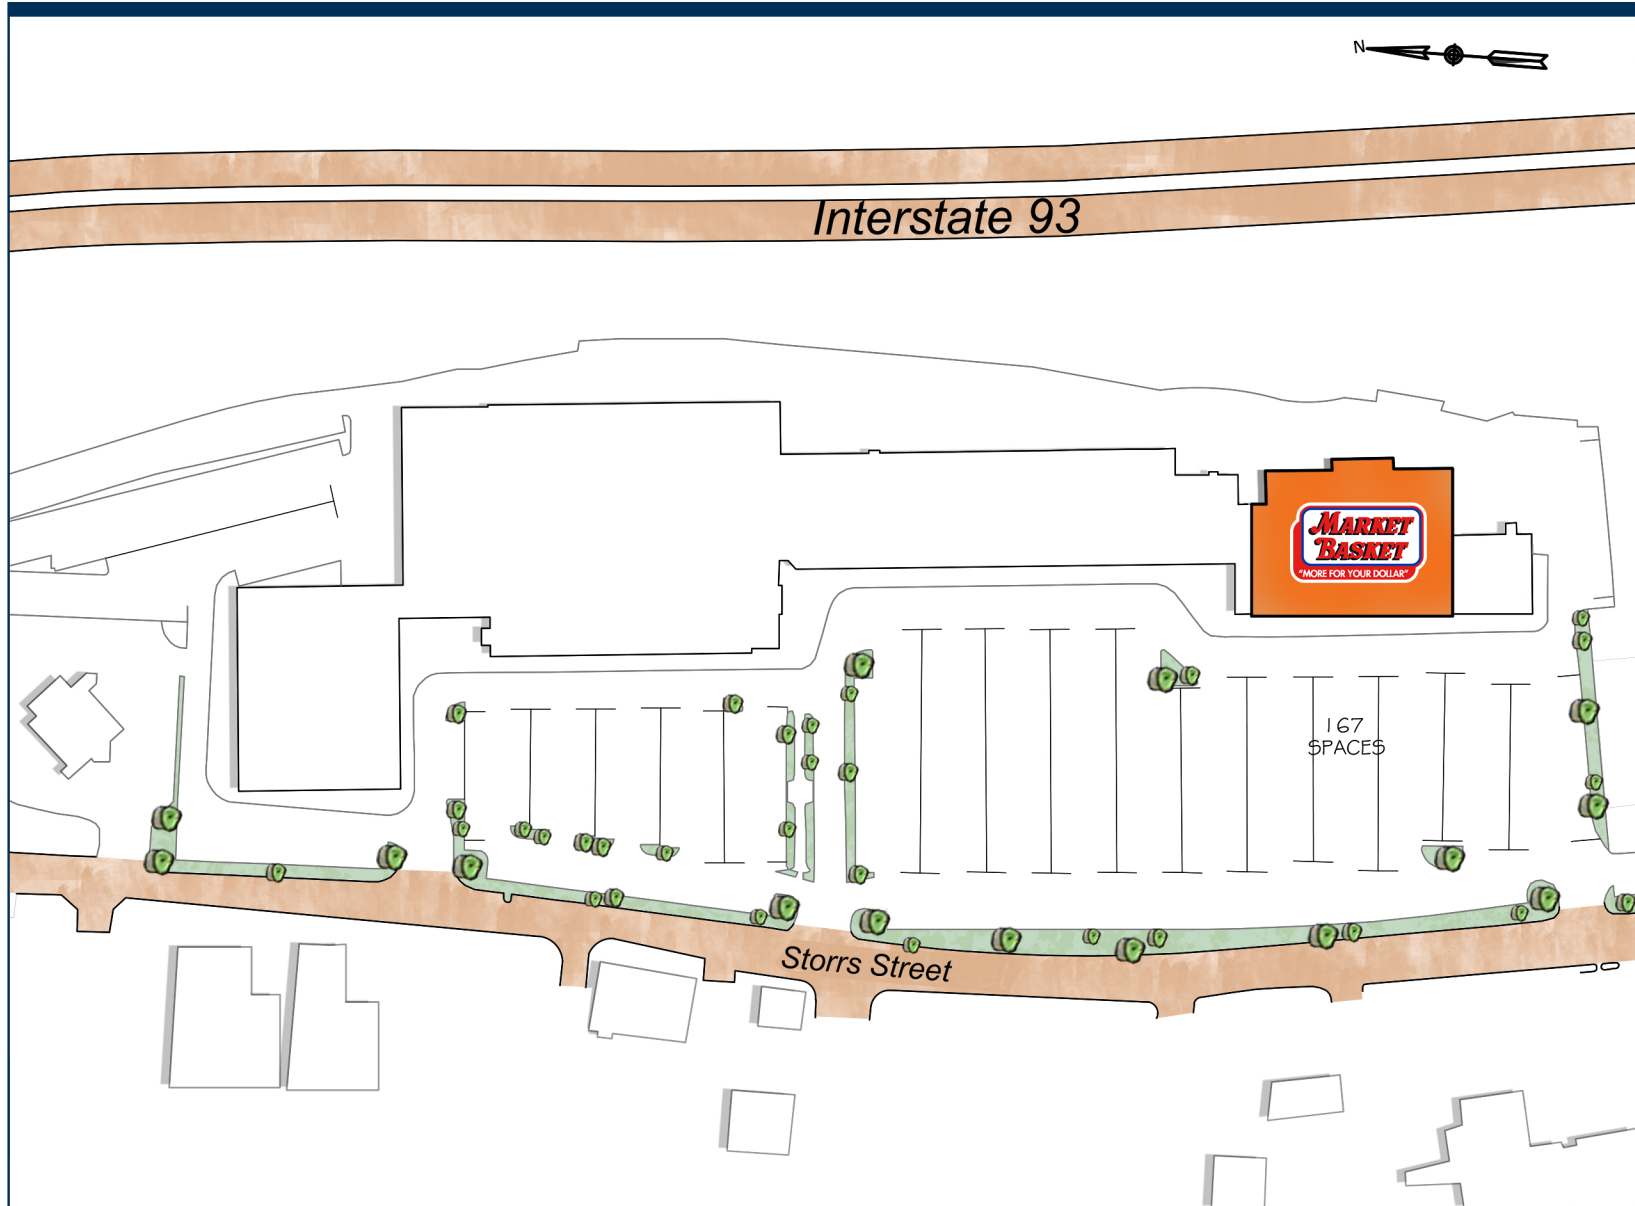 N
Interstate 93
MARKET
BASKET
"MORE FOR YOUR DOLLAR"
167
SPACES
Storrs Street